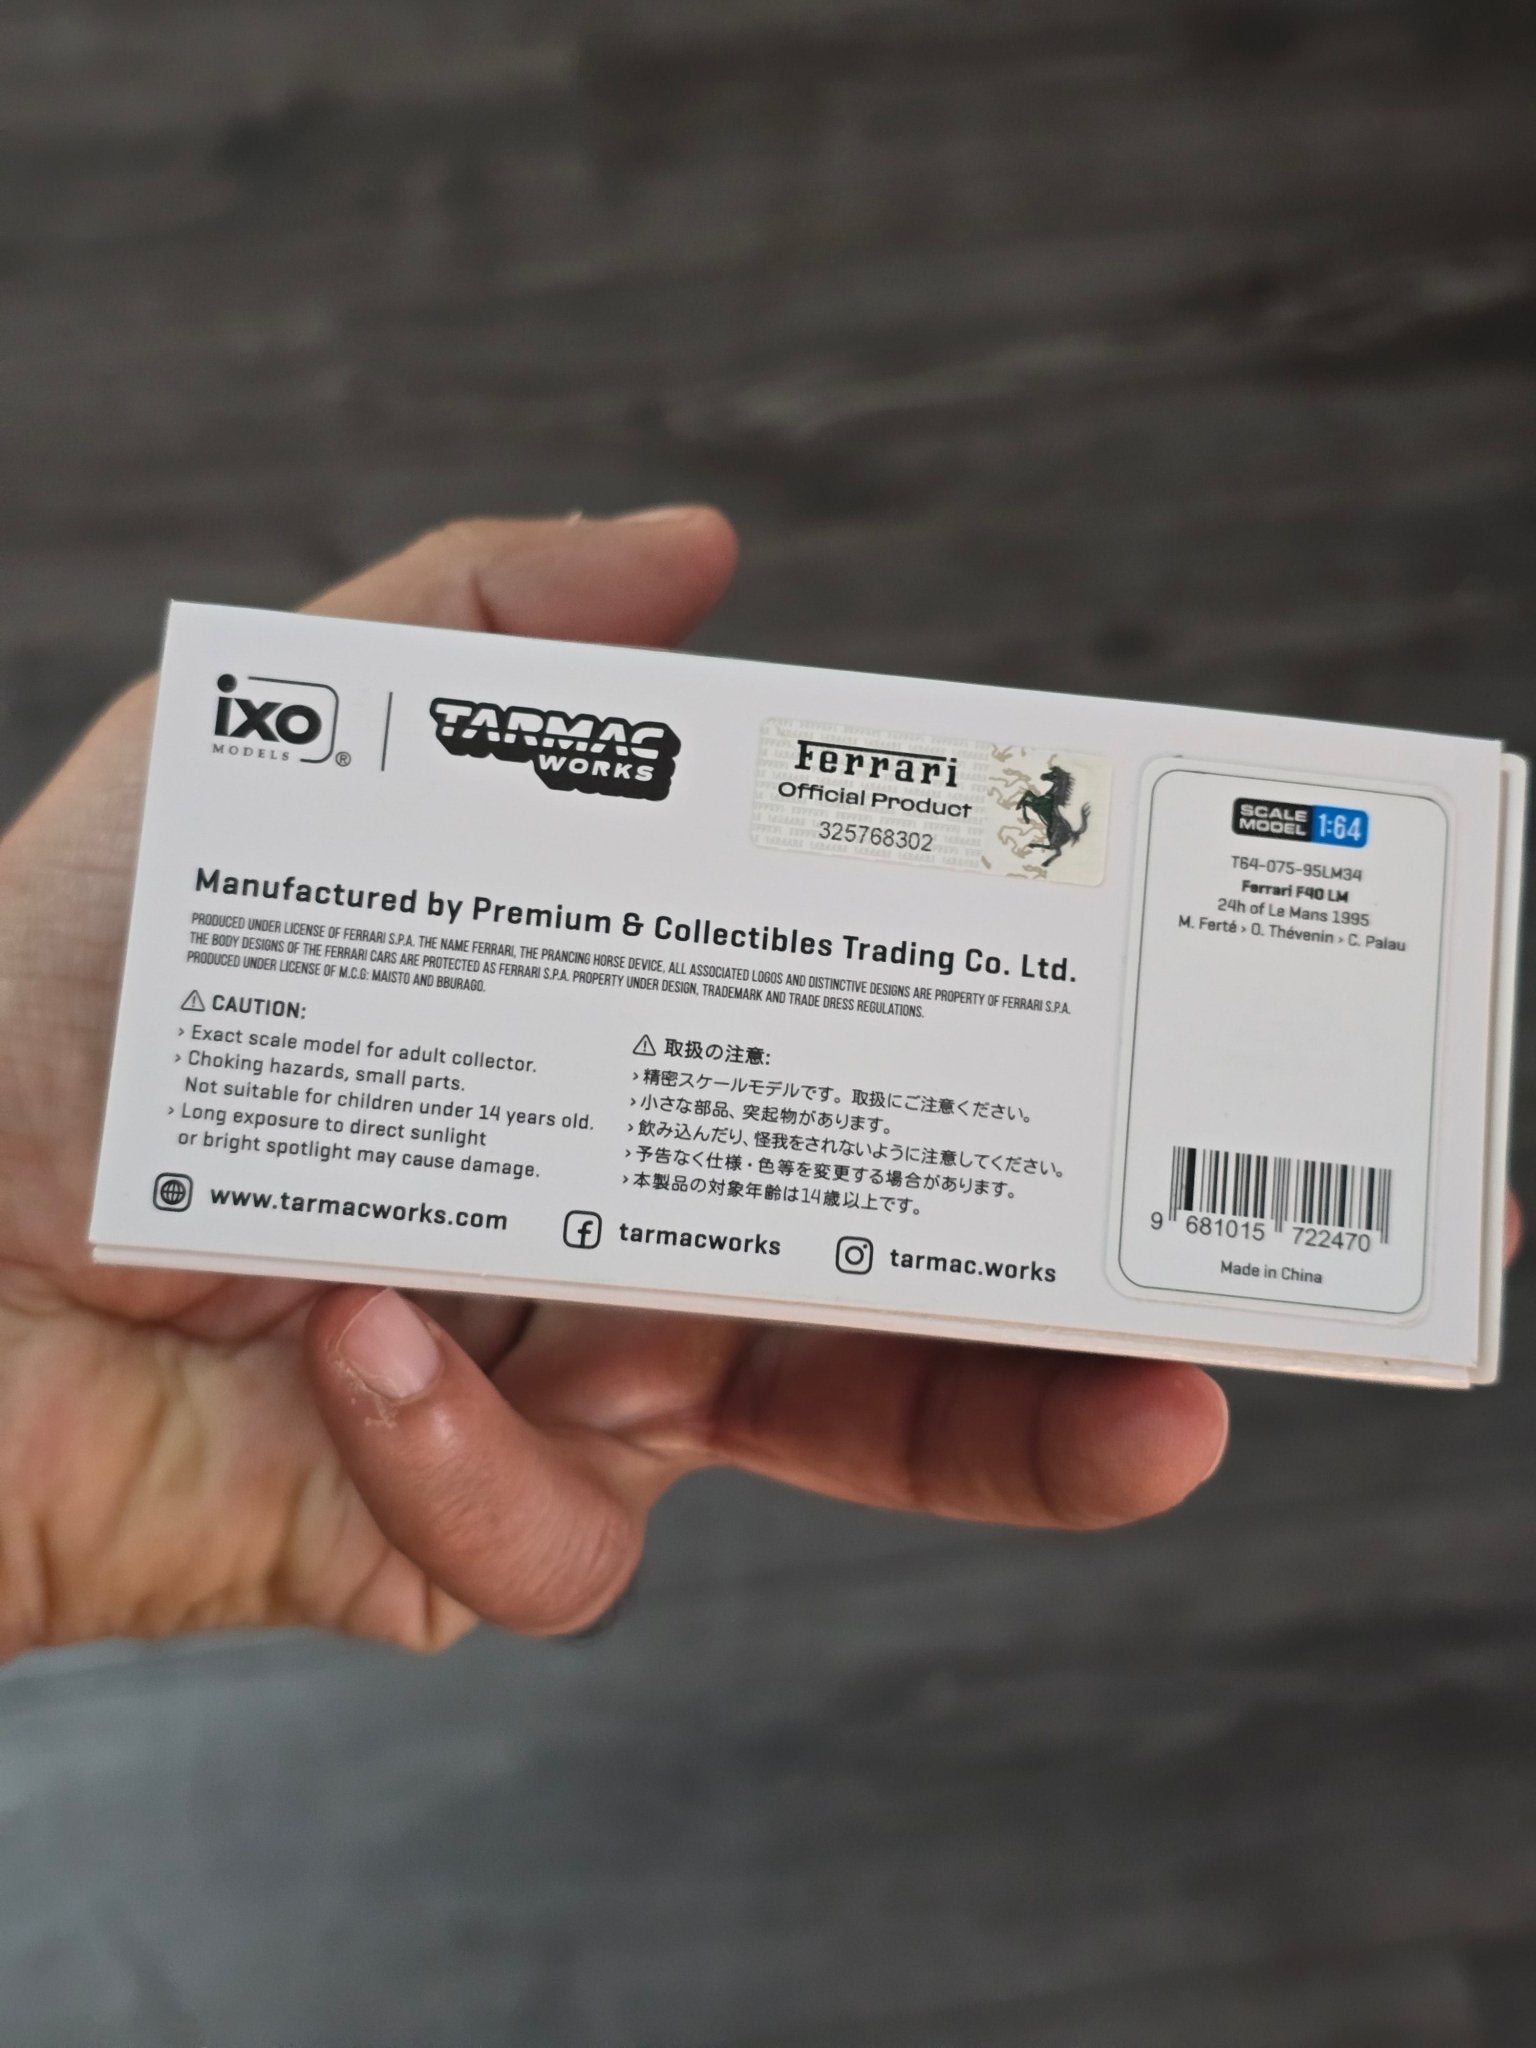 ixo
MODELS ®
TARMAC
WORKS
Ferrari
Official Product
325768302
Manufactured by Premium & Collectibles Trading Co. Ltd.
PRODUCED UNDER LICENSE OF FERRARI S.P.A. THE NAME FERRARI, THE PRANCING HORSE DEVICE, ALL ASSOCIATED LOGOS AND DISTINCTIVE DESIGNS ARE PROPERTY OF FERRARI S.P.A.
THE BODY DESIGNS OF THE FERRARI CARS ARE PROTECTED AS FERRARI S.P.A. PROPERTY UNDER DESIGN, TRADEMARK AND TRADE DRESS REGULATIONS.
PRODUCED UNDER LICENSE OF M.C.G: MAISTO AND BBURAGO.
⚠ CAUTION:
› Exact scale model for adult collector.
› Choking hazards, small parts.
Not suitable for children under 14 years old.
› Long exposure to direct sunlight
or bright spotlight may cause damage.
⚠ 取扱の注意:
› 精密スケールモデルです。取扱にご注意ください。
› 小さな部品、突起物があります。
› 飲み込んだり、怪我をされないように注意してください。
› 予告なく仕様・色等を変更する場合があります。
› 本製品の対象年齢は14歳以上です。
www.tarmacworks.com
tarmacworks
tarmac.works
SCALE
MODEL 1:64
T64-075-95LM34
Ferrari F40 LM
24h of Le Mans 1995
M. Ferté › O. Thévenin › C. Palau
9 681015 722470
Made in China